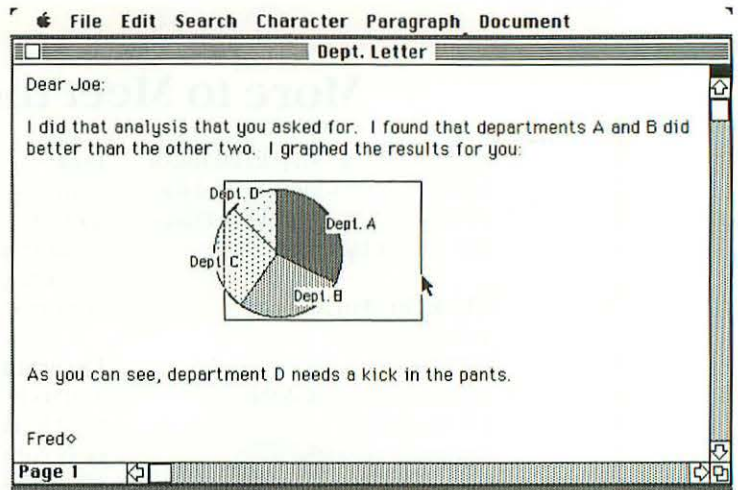 File Edit Search Character Paragraph Document
Dept. Letter
Dear Joe:
I did that analysis that you asked for. I found that departments A and B did
better than the other two. I graphed the results for you:
Dept. D
Dept. A
Dept. C
Dept. B
As you can see, department D needs a kick in the pants.
Fred◇
Page 1